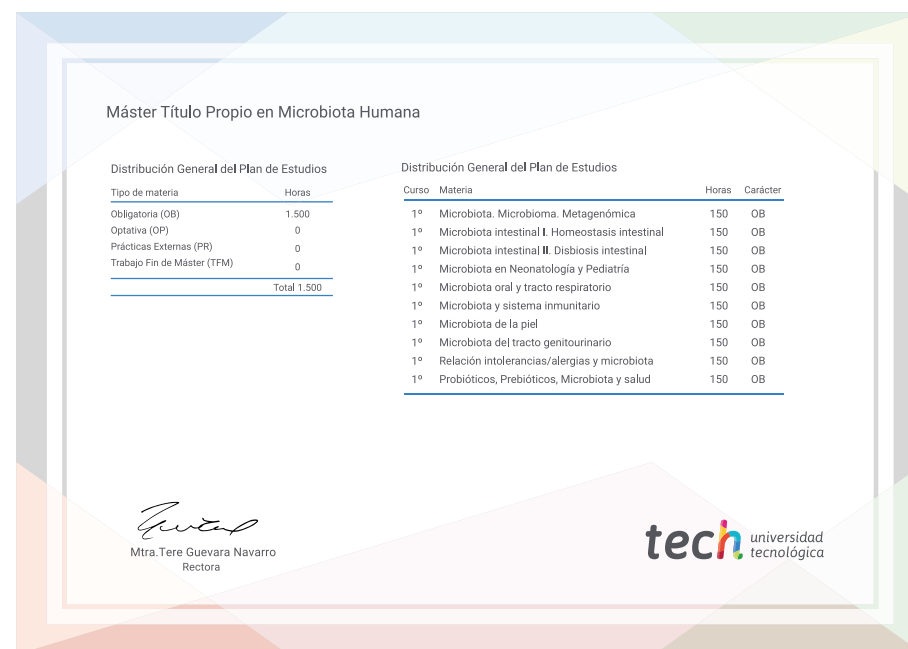 Máster Título Propio en Microbiota Humana
Distribución General del Plan de Estudios
Tipo de materia Horas
Obligatoria (OB) 1.500
Optativa (OP) 0
Prácticas Externas (PR) 0
Trabajo Fin de Máster (TFM) 0
Total 1.500
Distribución General del Plan de Estudios
Curso Materia Horas Carácter
1º Microbiota. Microbioma. Metagenómica 150 OB
1º Microbiota intestinal I. Homeostasis intestinal 150 OB
1º Microbiota intestinal II. Disbiosis intestinal 150 OB
1º Microbiota en Neonatología y Pediatría 150 OB
1º Microbiota oral y tracto respiratorio 150 OB
1º Microbiota y sistema inmunitario 150 OB
1º Microbiota de la piel 150 OB
1º Microbiota del tracto genitourinario 150 OB
1º Relación intolerancias/alergias y microbiota 150 OB
1º Probióticos, Prebióticos, Microbiota y salud 150 OB
Mtra.Tere Guevara Navarro
Rectora
tech universidad
tecnológica